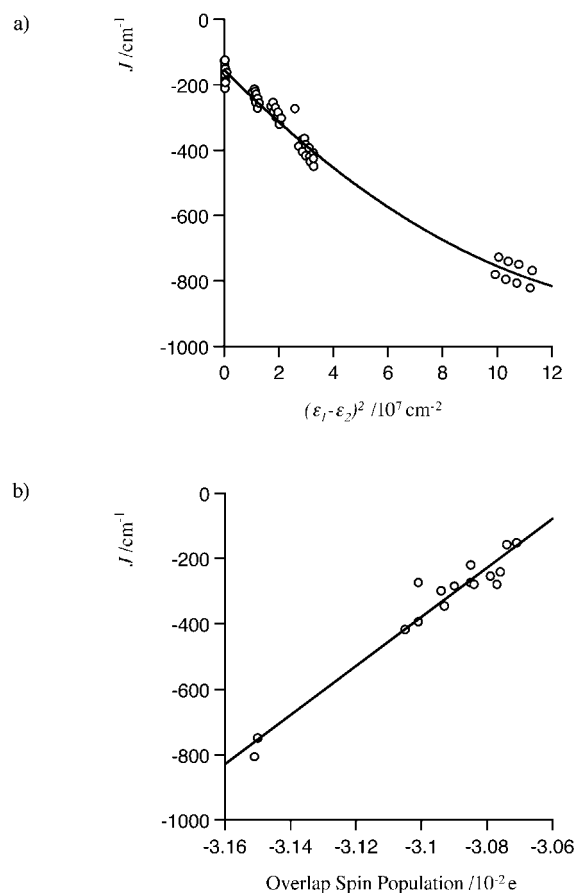 a)
0
-200
-400
-600
-800
-1000
J /cm⁻¹
0 2 4 6 8 10 12
(ε₁-ε₂)² /10⁷ cm⁻²
b)
0
-200
-400
-600
-800
-1000
J /cm⁻¹
-3.16 -3.14 -3.12 -3.1 -3.08 -3.06
Overlap Spin Population /10⁻² e